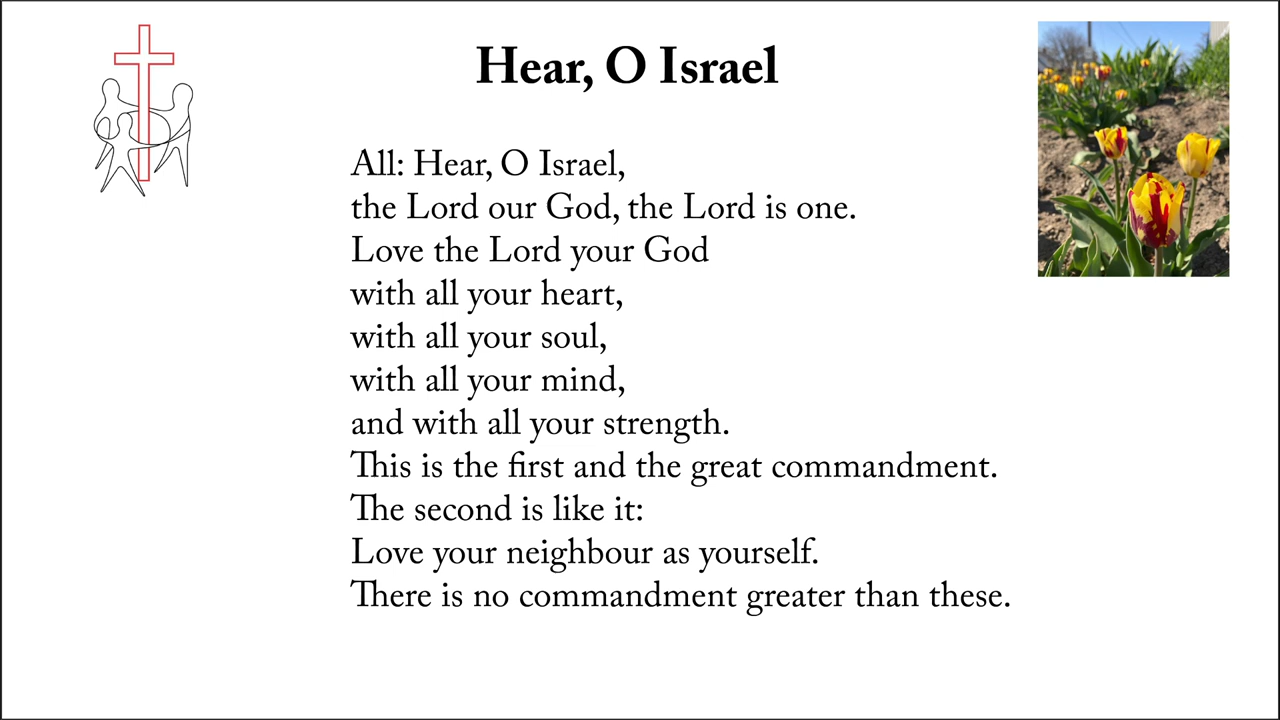 Hear, O Israel
All: Hear, O Israel,
the Lord our God, the Lord is one.
Love the Lord your God
with all your heart,
with all your soul,
with all your mind,
and with all your strength.
This is the first and the great commandment.
The second is like it:
Love your neighbour as yourself.
There is no commandment greater than these.